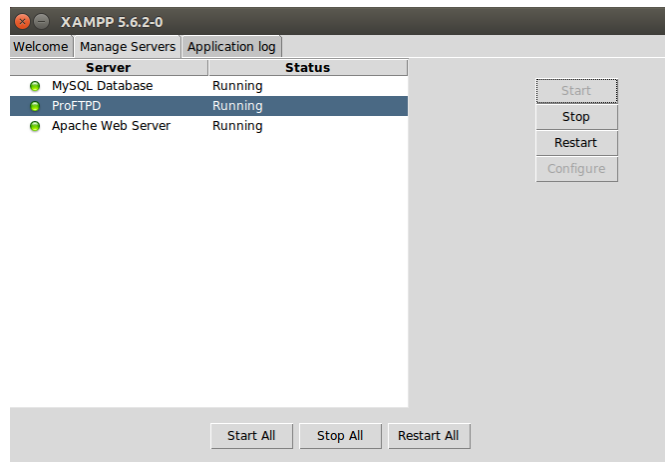 XAMPP 5.6.2-0
Welcome Manage Servers Application log
Server Status
MySQL Database Running
ProFTPD Running
Apache Web Server Running
Start
Stop
Restart
Configure
Start All Stop All Restart All